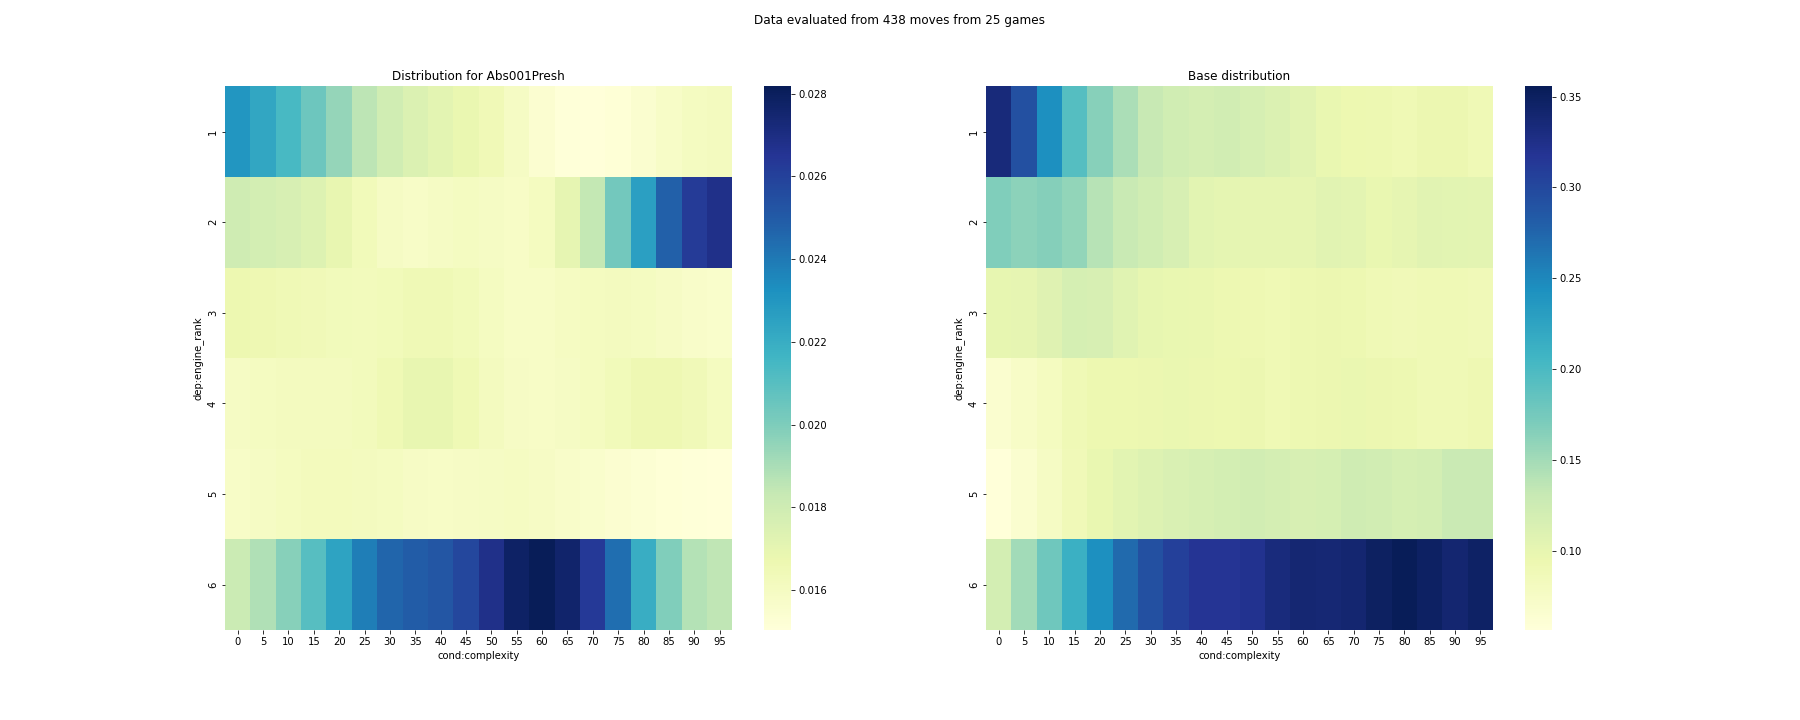 Data evaluated from 438 moves from 25 games
Distribution for Abs001Presh
dep:engine_rank
1
2
3
4
5
6
0 5 10 15 20 25 30 35 40 45 50 55 60 65 70 75 80 85 90 95
cond:complexity
0.028
0.026
0.024
0.022
0.020
0.018
0.016
Base distribution
dep:engine_rank
1
2
3
4
5
6
0 5 10 15 20 25 30 35 40 45 50 55 60 65 70 75 80 85 90 95
cond:complexity
0.35
0.30
0.25
0.20
0.15
0.10